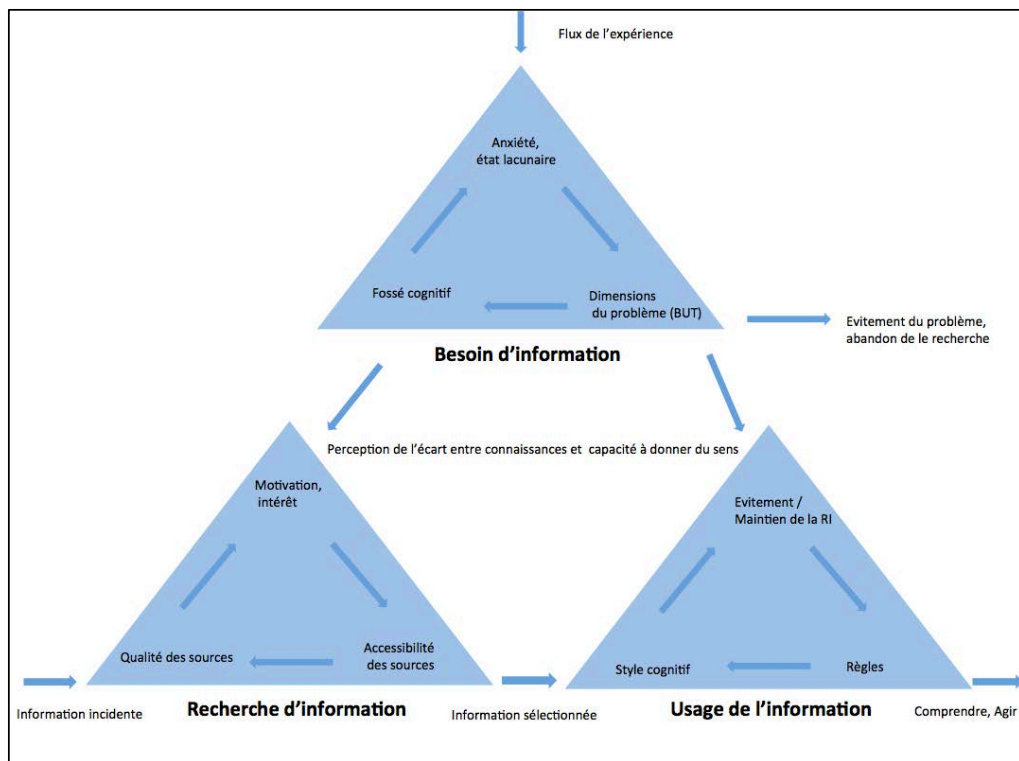 Flux de l’expérience
Anxiété,
état lacunaire
Fossé cognitif
Dimensions
du problème (BUT)
Evitement du problème,
abandon de le recherche
Besoin d’information
Perception de l’écart entre connaissances et capacité à donner du sens
Motivation,
intérêt
Qualité des sources
Accessibilité
des sources
Evitement /
Maintien de la RI
Style cognitif
Règles
Information incidente
Recherche d’information
Information sélectionnée
Usage de l’information
Comprendre, Agir